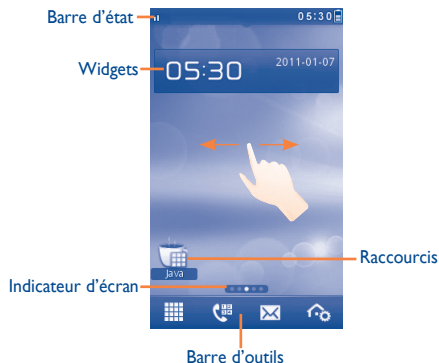 Barre d'état
05:30
Widgets
05:30
2011-01-07
Raccourcis
Java
Indicateur d'écran
Barre d'outils